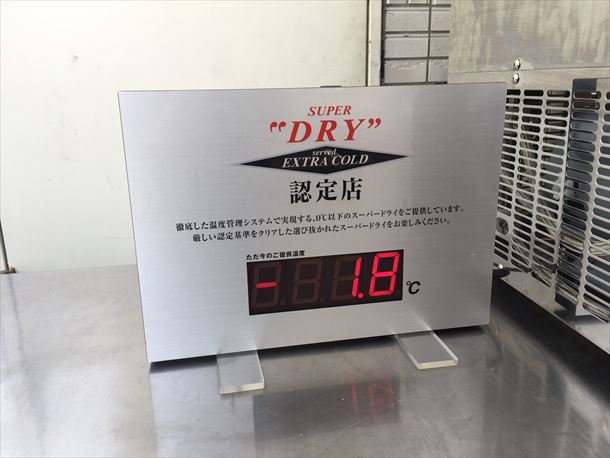 SUPER
“DRY”
served
EXTRA COLD
認定店
徹底した温度管理システムで実現する、0℃以下のスーパードライをご提供しています。
厳しい認定基準をクリアした選び抜かれたスーパードライをお楽しみください。
ただ今のご提供温度
- 1.8 ℃